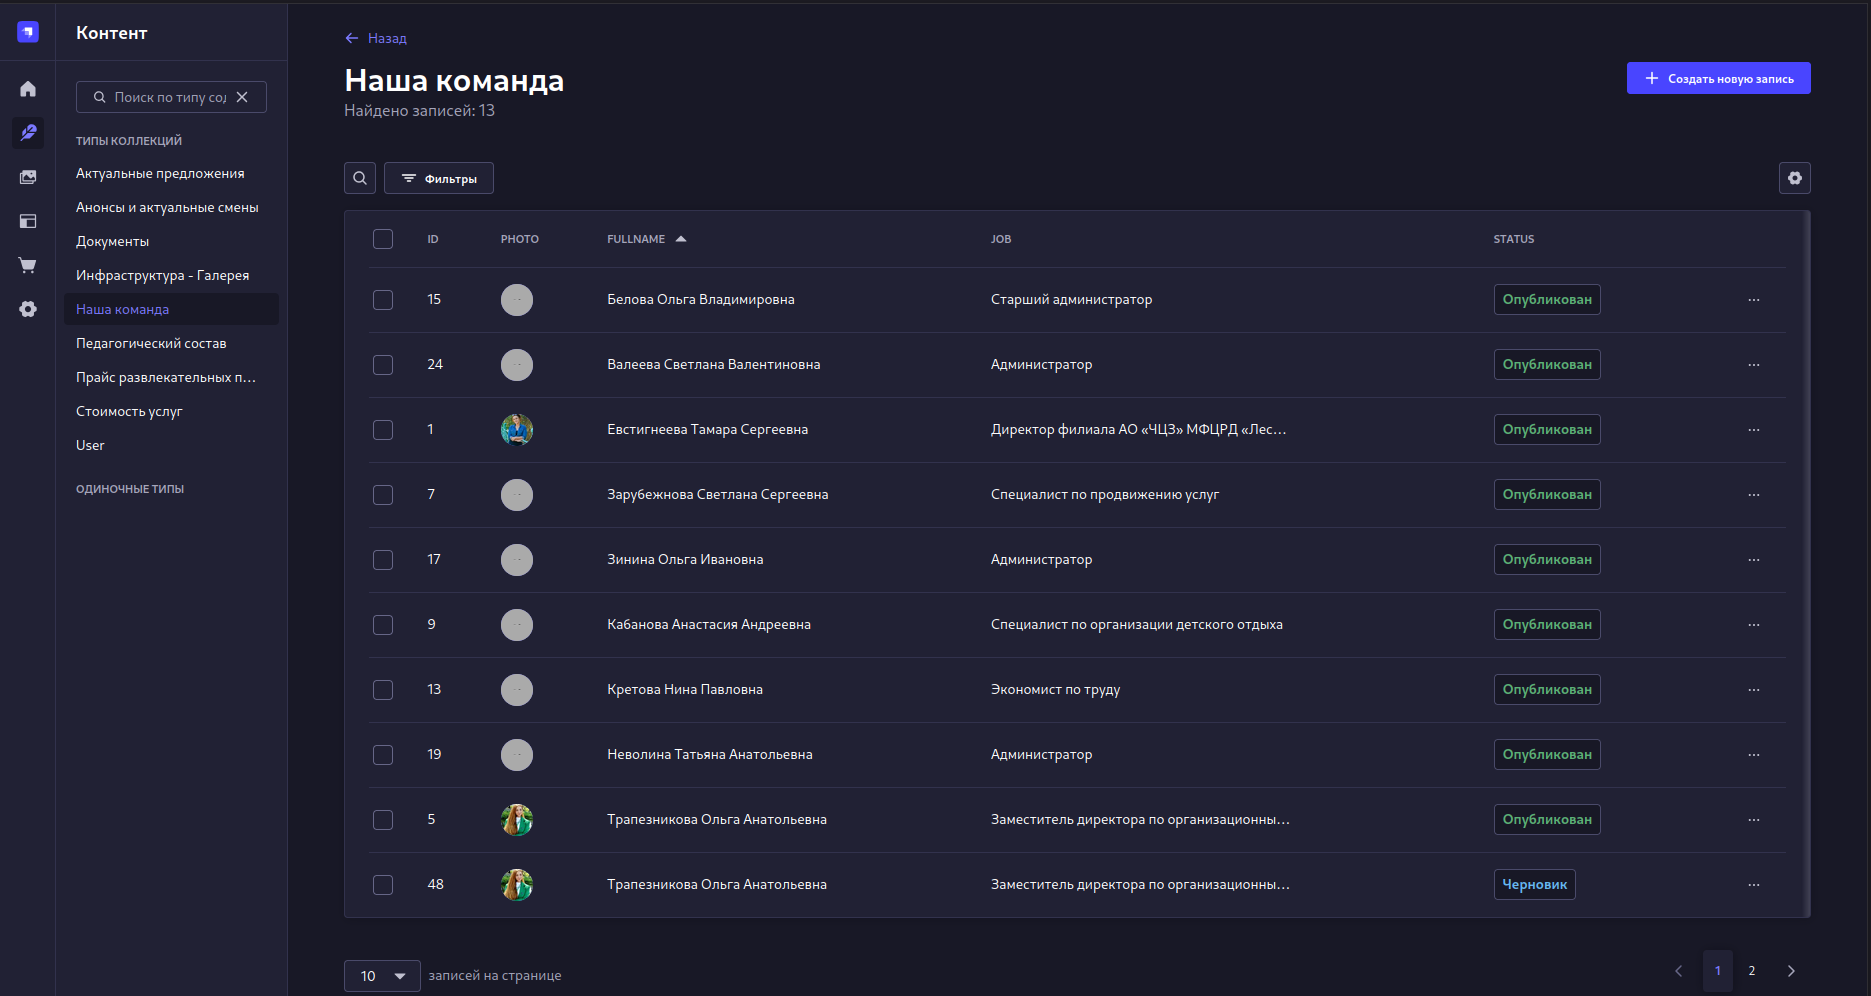 Контент
Поиск по типу сод
ТИПЫ КОЛЛЕКЦИЙ
Актуальные предложения
Анонсы и актуальные смены
Документы
Инфраструктура - Галерея
Наша команда
Педагогический состав
Прайс развлекательных п...
Стоимость услуг
User
ОДИНОЧНЫЕ ТИПЫ
Назад
Наша команда
Найдено записей: 13
Создать новую запись
Фильтры
ID PHOTO FULLNAME JOB STATUS
15 Белова Ольга Владимировна Старший администратор Опубликован
24 Валеева Светлана Валентиновна Администратор Опубликован
1 Евстигнеева Тамара Сергеевна Директор филиала АО «ЧЦЗ» МФЦРД «Лес... Опубликован
7 Зарубежнова Светлана Сергеевна Специалист по продвижению услуг Опубликован
17 Зинина Ольга Ивановна Администратор Опубликован
9 Кабанова Анастасия Андреевна Специалист по организации детского отдыха Опубликован
13 Кретова Нина Павловна Экономист по труду Опубликован
19 Неволина Татьяна Анатольевна Администратор Опубликован
5 Трапезникова Ольга Анатольевна Заместитель директора по организационны... Опубликован
48 Трапезникова Ольга Анатольевна Заместитель директора по организационны... Черновик
10 записей на странице
1 2